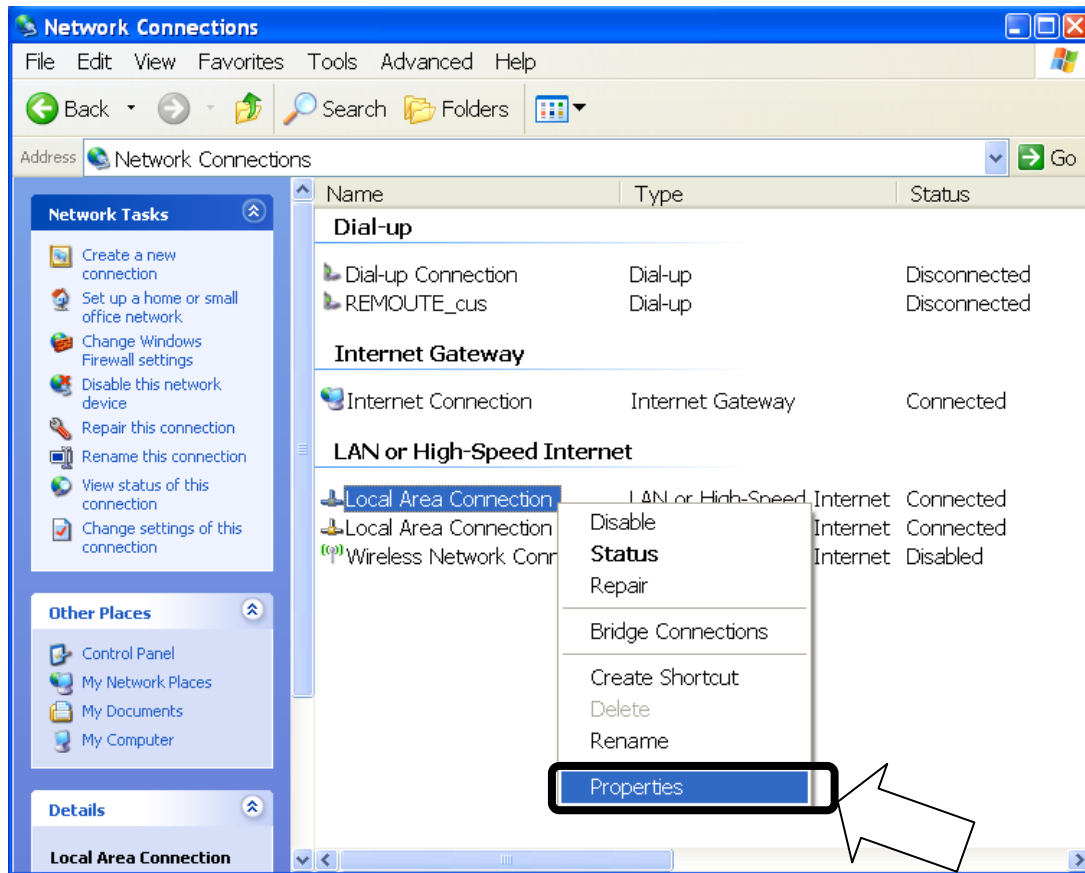 Network Connections
File Edit View Favorites Tools Advanced Help
Back Search Folders
Address Network Connections Go
Network Tasks
Create a new
connection
Set up a home or small
office network
Change Windows
Firewall settings
Disable this network
device
Repair this connection
Rename this connection
View status of this
connection
Change settings of this
connection
Other Places
Control Panel
My Network Places
My Documents
My Computer
Details
Local Area Connection
Name Type Status
Dial-up
Dial-up Connection Dial-up Disconnected
REMOUTE_cus Dial-up Disconnected
Internet Gateway
Internet Connection Internet Gateway Connected
LAN or High-Speed Internet
Local Area Connection LAN or High-Speed Internet Connected
Local Area Connection Internet Connected
Wireless Network Conn Internet Disabled
Disable
Status
Repair
Bridge Connections
Create Shortcut
Delete
Rename
Properties